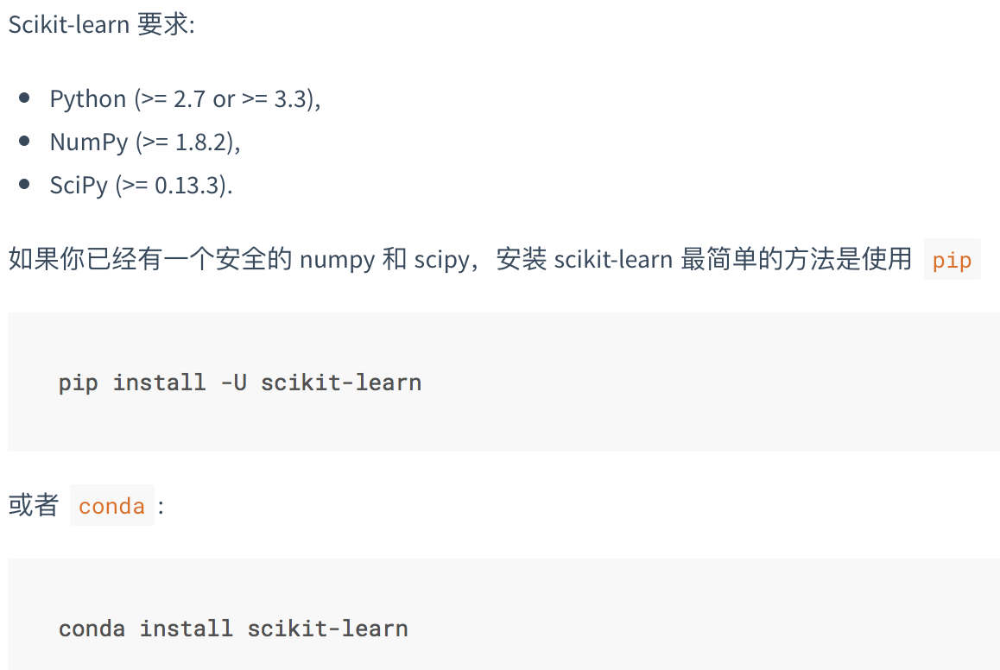 Scikit-learn 要求:
Python (>= 2.7 or >= 3.3),
NumPy (>= 1.8.2),
SciPy (>= 0.13.3).
如果你已经有一个安全的 numpy 和 scipy，安装 scikit-learn 最简单的方法是使用 pip
pip install -U scikit-learn
或者 conda :
conda install scikit-learn